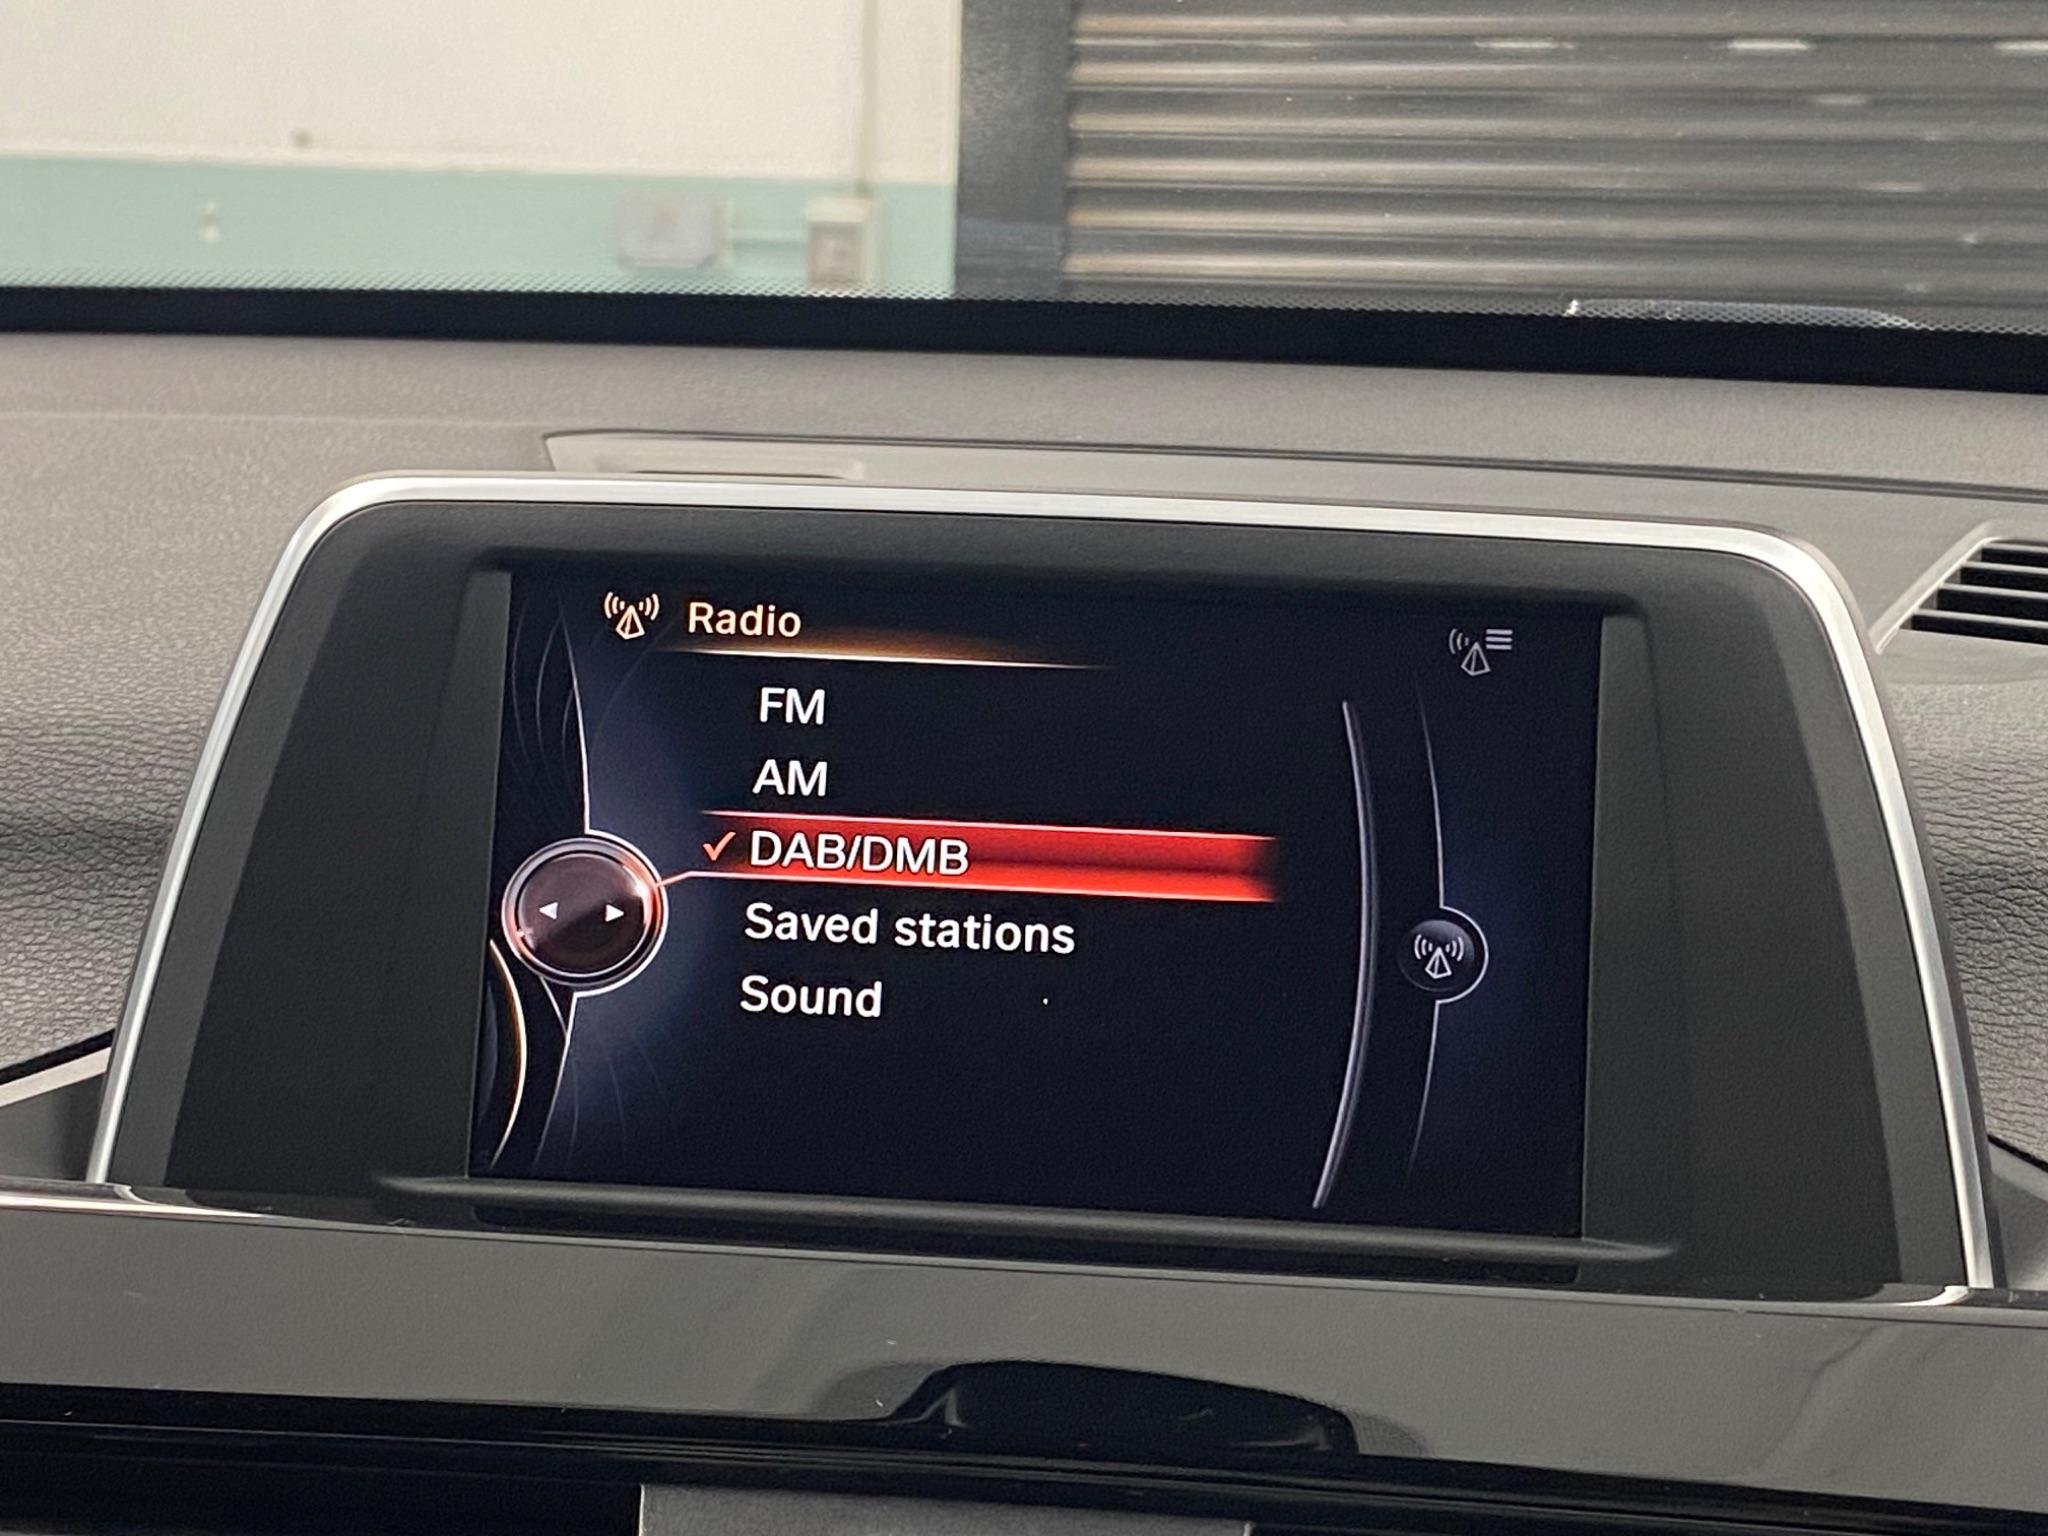 Radio
FM
AM
✓ DAB/DMB
Saved stations
Sound